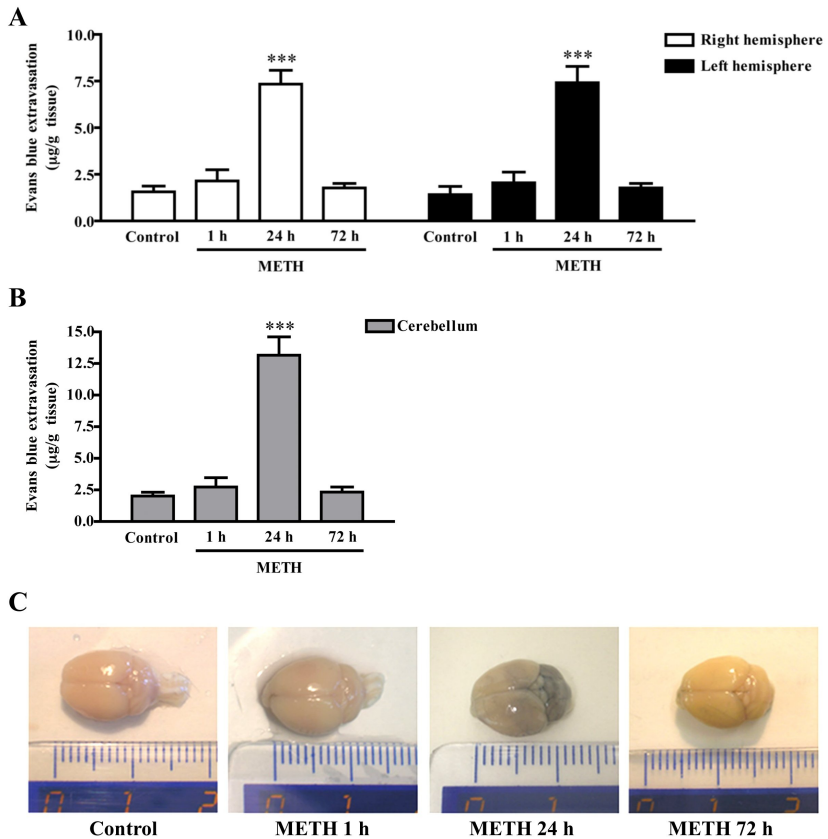 A
Evans blue extravasation
(µg/g tissue)
10.0
7.5
5.0
2.5
0.0
***
***
Right hemisphere
Left hemisphere
Control
1 h
24 h
72 h
Control
1 h
24 h
72 h
METH
METH
B
Evans blue extravasation
(µg/g tissue)
15.0
12.5
15.0
7.5
5.0
2.5
0.0
***
Cerebellum
Control
1 h
24 h
72 h
METH
C
0 1 2
0 1
0 1
0 1 2
Control
METH 1 h
METH 24 h
METH 72 h